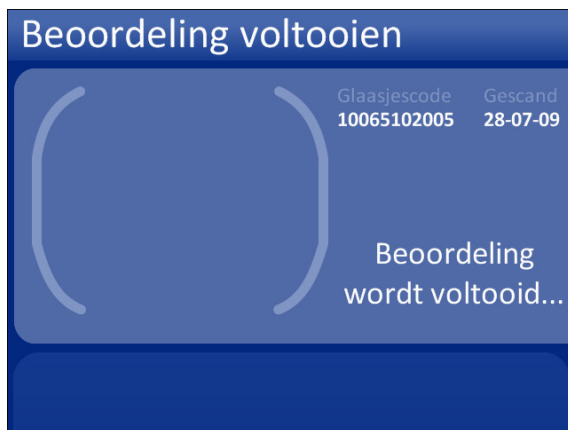 Beoordeling voltooien
Glaasjescode Gescand
10065102005 28-07-09
Beoordeling
wordt voltooid...